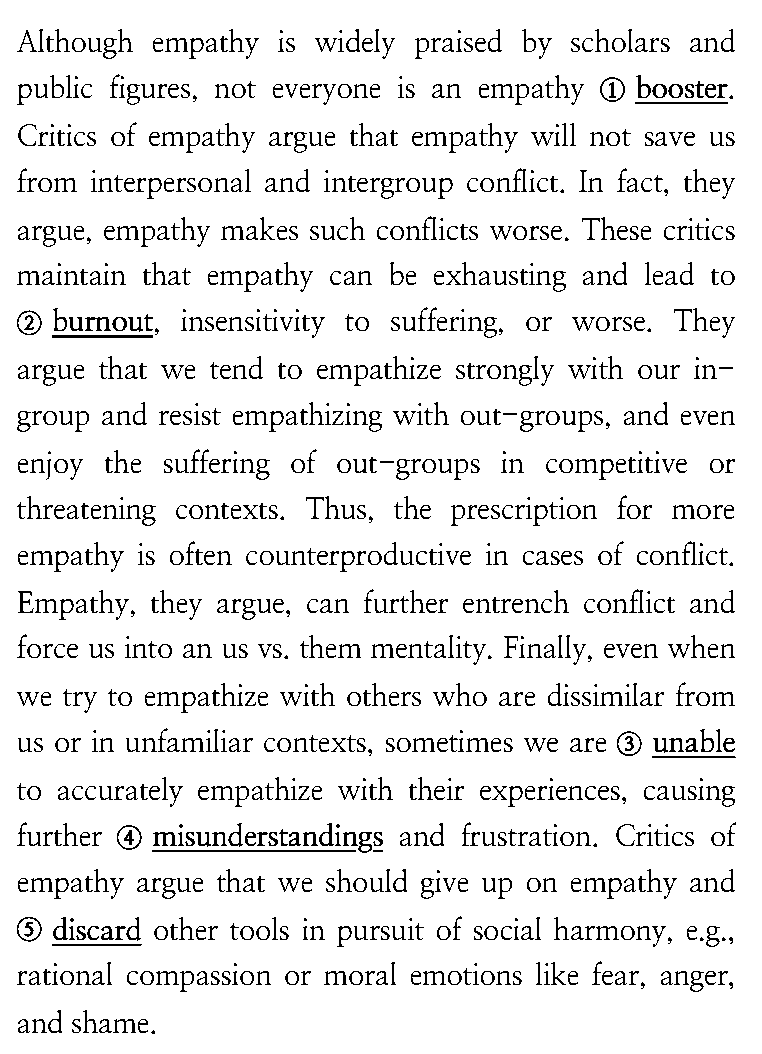 Although empathy is widely praised by scholars and
public figures, not everyone is an empathy ① booster.
Critics of empathy argue that empathy will not save us
from interpersonal and intergroup conflict. In fact, they
argue, empathy makes such conflicts worse. These critics
maintain that empathy can be exhausting and lead to
② burnout, insensitivity to suffering, or worse. They
argue that we tend to empathize strongly with our in-
group and resist empathizing with out-groups, and even
enjoy the suffering of out-groups in competitive or
threatening contexts. Thus, the prescription for more
empathy is often counterproductive in cases of conflict.
Empathy, they argue, can further entrench conflict and
force us into an us vs. them mentality. Finally, even when
we try to empathize with others who are dissimilar from
us or in unfamiliar contexts, sometimes we are ③ unable
to accurately empathize with their experiences, causing
further ④ misunderstandings and frustration. Critics of
empathy argue that we should give up on empathy and
⑤ discard other tools in pursuit of social harmony, e.g.,
rational compassion or moral emotions like fear, anger,
and shame.